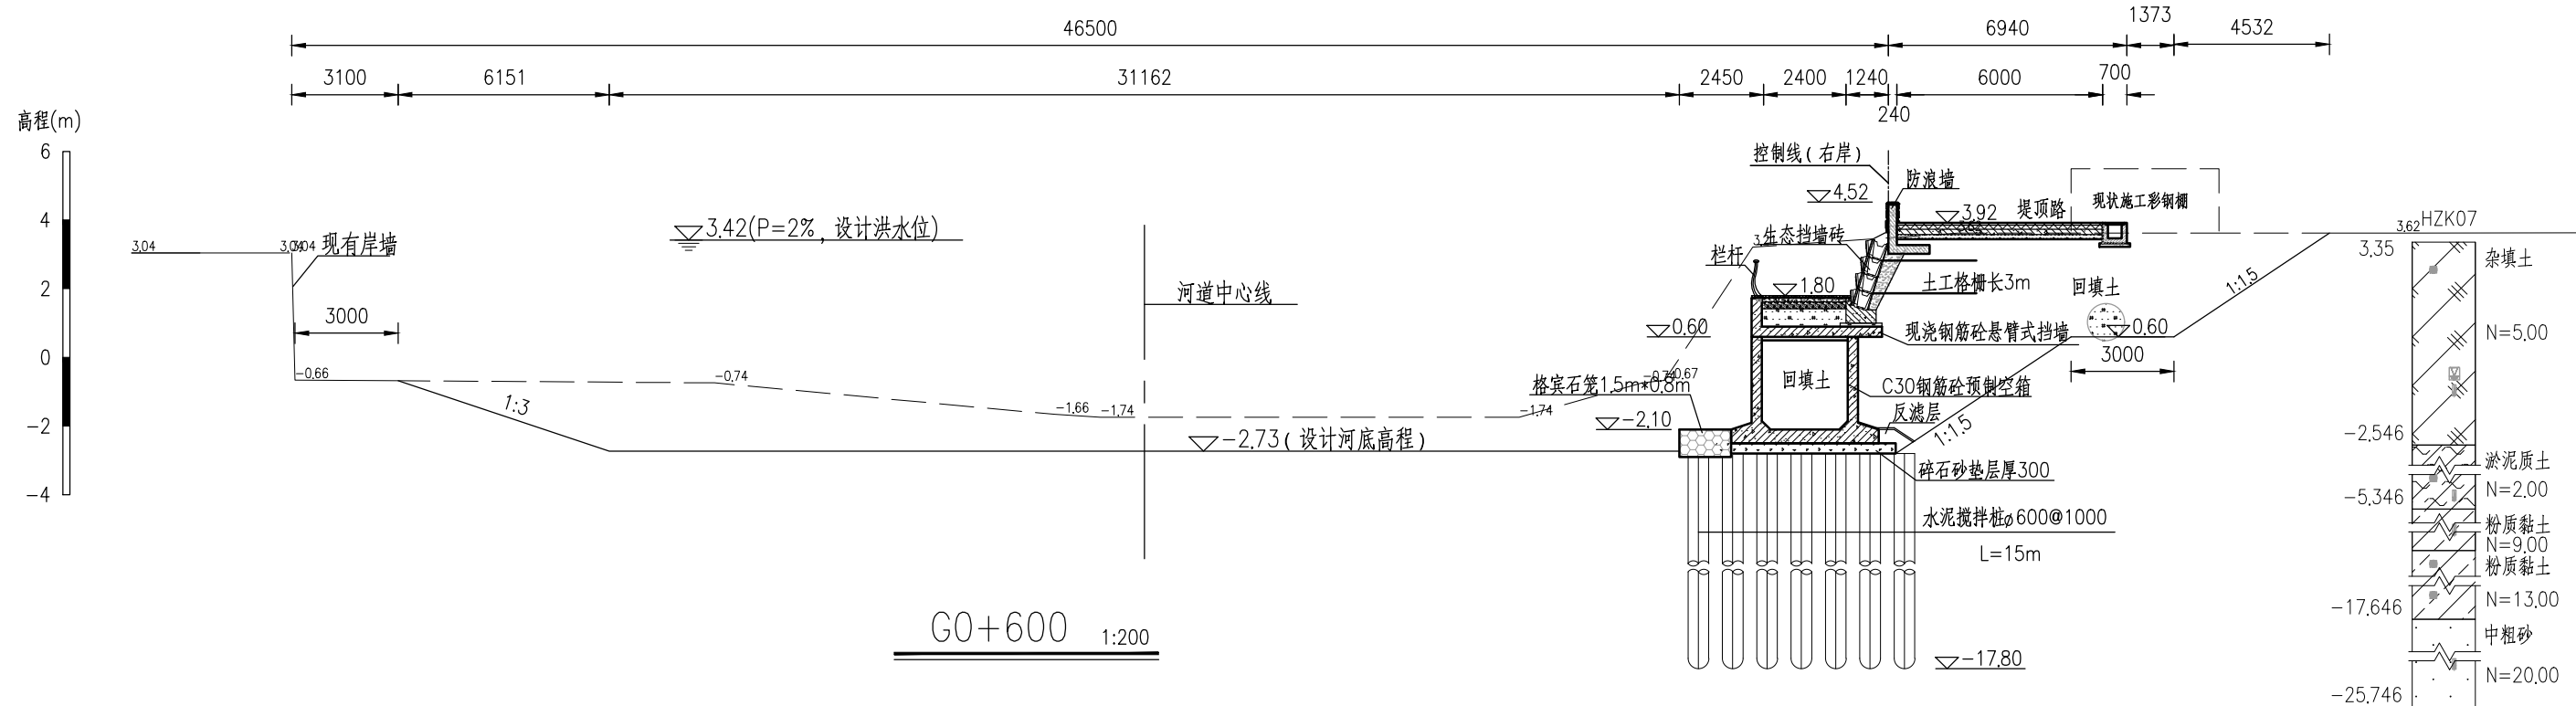 46500
6940
1373
4532
3100
6151
31162
2450
2400
1240
240
6000
700
高程(m)
6
4
2
0
-2
-4
控制线(右岸)
防浪墙
4.52
3.92
堤顶路
现状施工彩钢棚
3.62
HZK07
3.04
3.04
3.04
现有岸墙
3.42(P=2%,设计洪水位)
生态挡墙砖
栏杆
3.35
杂填土
河道中心线
1.80
土工格栅长3m
回填土
1:1.5
3000
0.60
现浇钢筋砼悬臂式挡墙
0.60
N=5.00
3000
-0.66
-0.74
-0.74
0.67
格宾石笼1.5m*0.8m
回填土
C30钢筋砼预制空箱
1:3
-1.66
-1.74
-1.74
-2.10
反滤层
1:1.5
-2.73(设计河底高程)
-2.546
淤泥质土
碎石砂垫层厚300
N=2.00
-5.346
水泥搅拌桩ø600@1000
粉质黏土
N=9.00
L=15m
粉质黏土
N=13.00
-17.646
G0+600
1:200
中粗砂
-17.80
N=20.00
-25.746